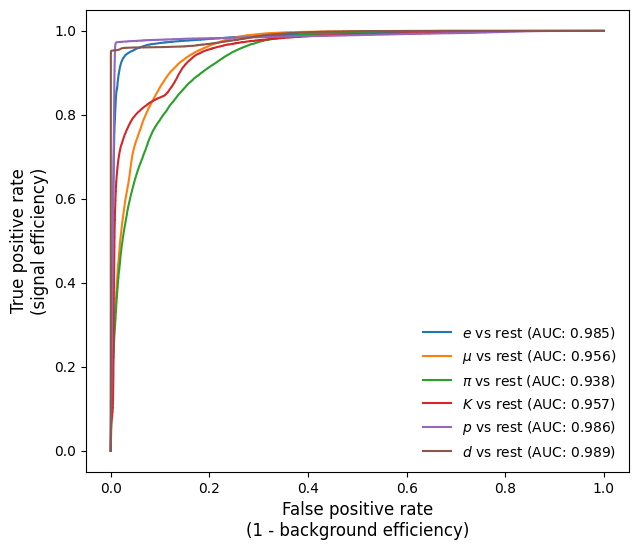 1.0
0.8
0.6
0.4
0.2
0.0
True positive rate
(signal efficiency)
e vs rest (AUC: 0.985)
μ vs rest (AUC: 0.956)
π vs rest (AUC: 0.938)
K vs rest (AUC: 0.957)
p vs rest (AUC: 0.986)
d vs rest (AUC: 0.989)
0.0 0.2 0.4 0.6 0.8 1.0
False positive rate
(1 - background efficiency)